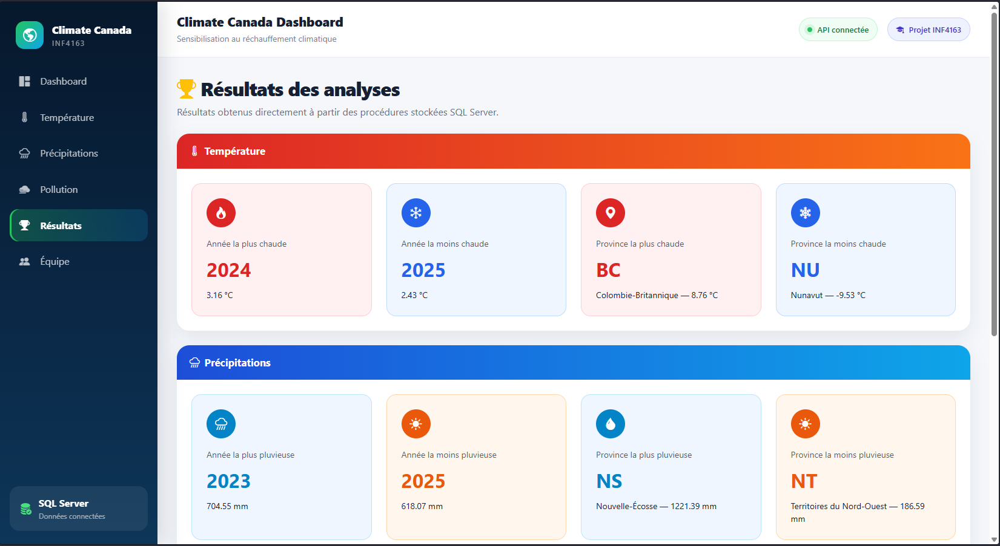 Climate Canada
INF4163
Dashboard
Température
Précipitations
Pollution
Résultats
Équipe
SQL Server
Données connectées
Climate Canada Dashboard
Sensibilisation au réchauffement climatique
API connectée
Projet INF4163
Résultats des analyses
Résultats obtenus directement à partir des procédures stockées SQL Server.
Température
Année la plus chaude
2024
3.16 °C
Année la moins chaude
2025
2.43 °C
Province la plus chaude
BC
Colombie-Britannique — 8.76 °C
Province la moins chaude
NU
Nunavut — -9.53 °C
Précipitations
Année la plus pluvieuse
2023
704.55 mm
Année la moins pluvieuse
2025
618.07 mm
Province la plus pluvieuse
NS
Nouvelle-Écosse — 1221.39 mm
Province la moins pluvieuse
NT
Territoires du Nord-Ouest — 186.59
mm